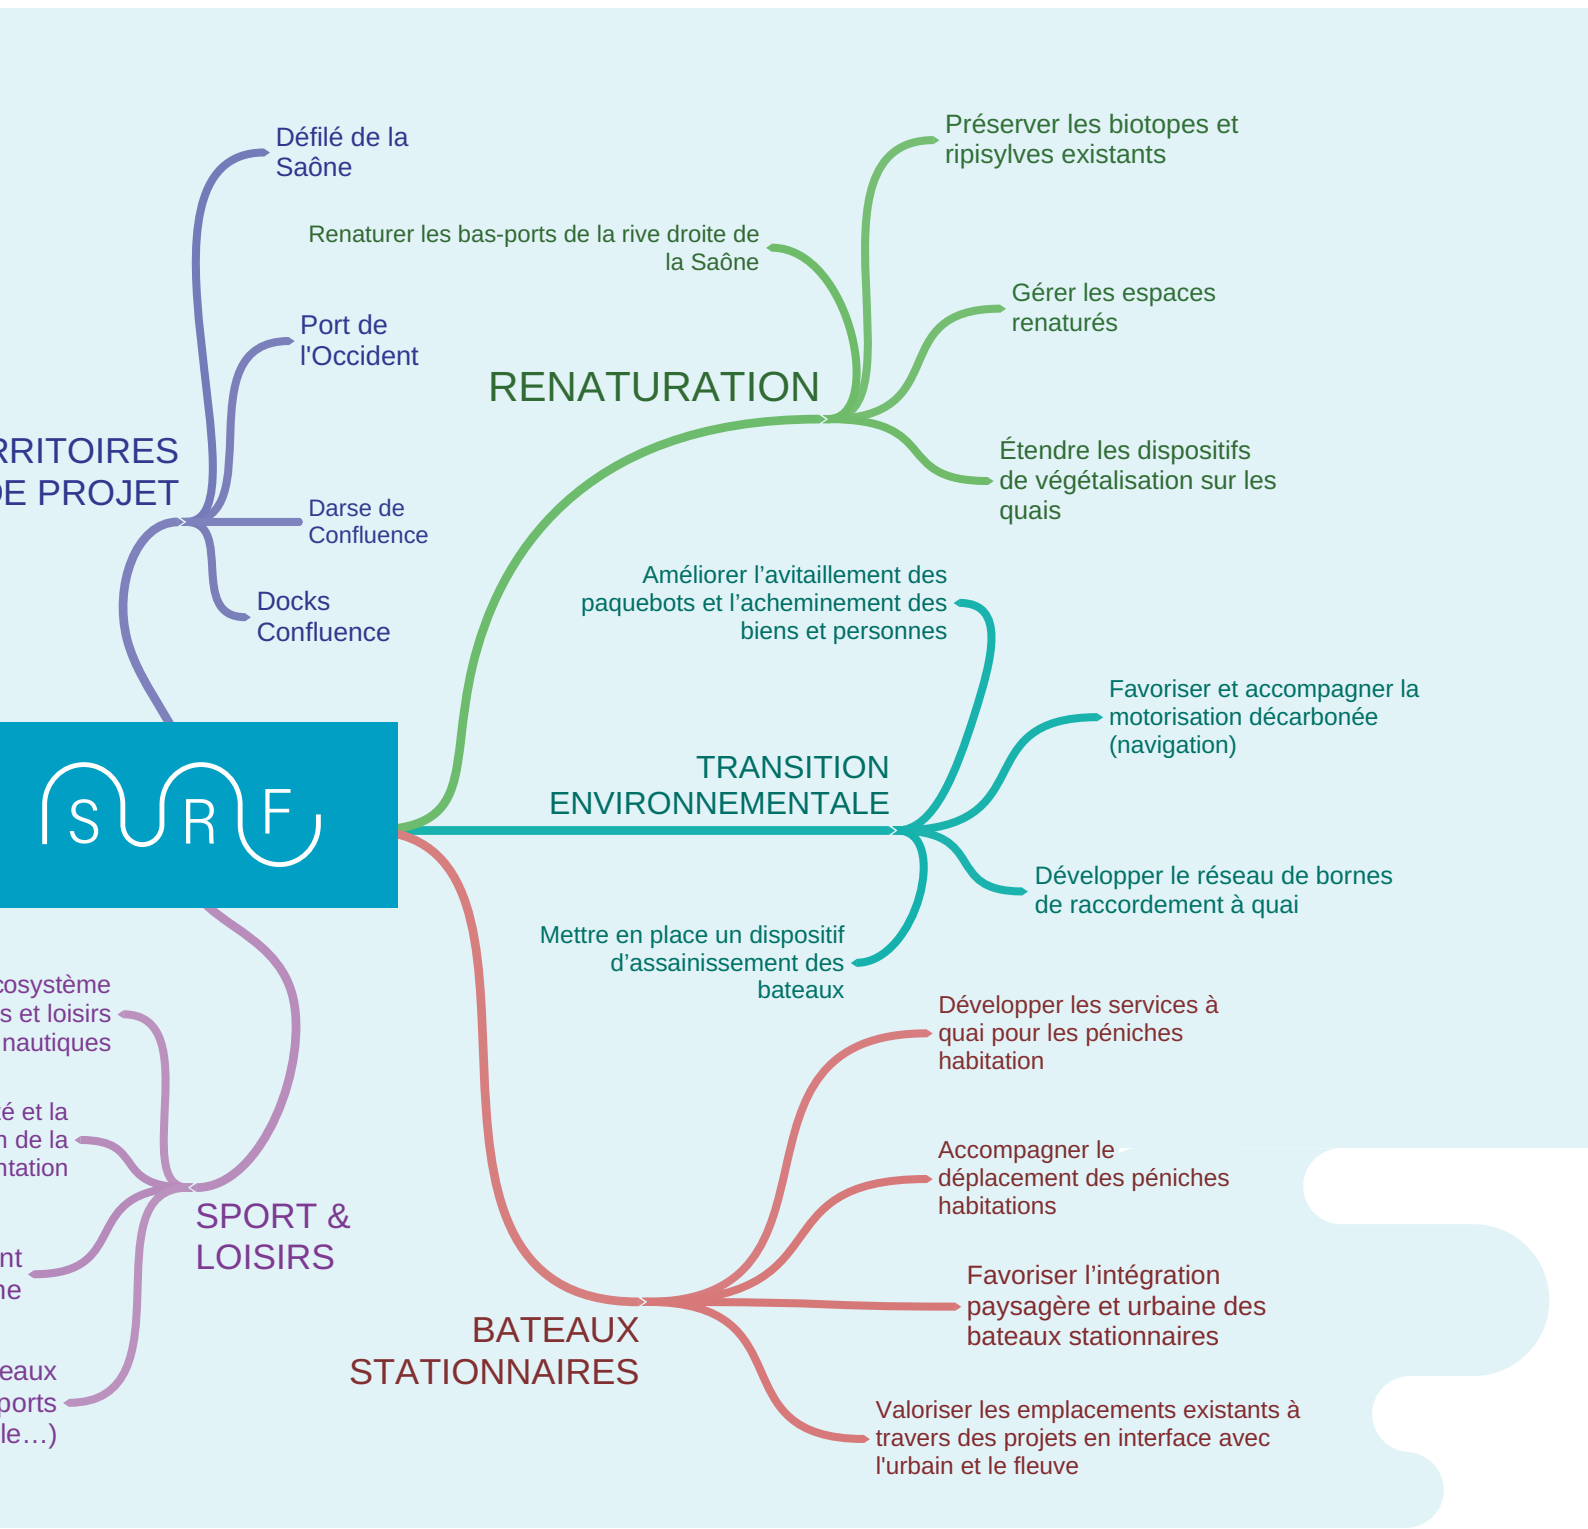 Défilé de la
Saône
Port de
l'Occident
RRITOIRES
DE PROJET
Darse de
Confluence
Docks
Confluence
Préserver les biotopes et
ripisylves existants
Renaturer les bas-ports de la rive droite de
la Saône
Gérer les espaces
renaturés
RENATURATION
Étendre les dispositifs
de végétalisation sur les
quais
Améliorer l’avitaillement des
paquebots et l’acheminement des
biens et personnes
Favoriser et accompagner la
motorisation décarbonée
(navigation)
TRANSITION
ENVIRONNEMENTALE
Développer le réseau de bornes
de raccordement à quai
Mettre en place un dispositif
d’assainissement des
bateaux
SURF
cosystème
s et loisirs
nautiques
é et la
n de la
ntation
SPORT &
LOISIRS
nt
ne
eaux
ports
le…)
Développer les services à
quai pour les péniches
habitation
Accompagner le
déplacement des péniches
habitations
Favoriser l’intégration
paysagère et urbaine des
bateaux stationnaires
BATEAUX
STATIONNAIRES
Valoriser les emplacements existants à
travers des projets en interface avec
l'urbain et le fleuve